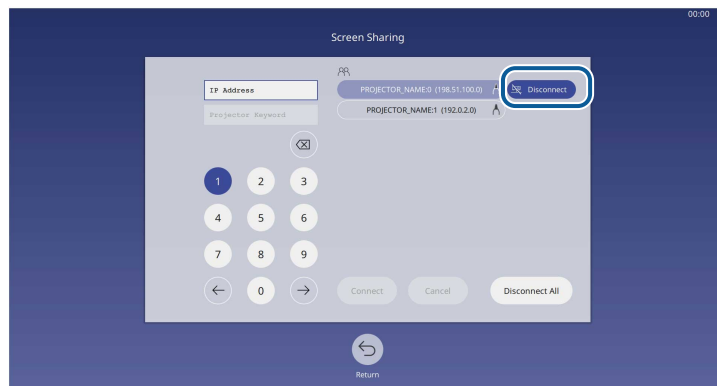 00:00
Screen Sharing
IP Address
Projector Keyword
PROJECTOR_NAME:0 (198.51.100.0)
Disconnect
PROJECTOR_NAME:1 (192.0.2.0)
1 2 3
4 5 6
7 8 9
0
Connect Cancel Disconnect All
Return